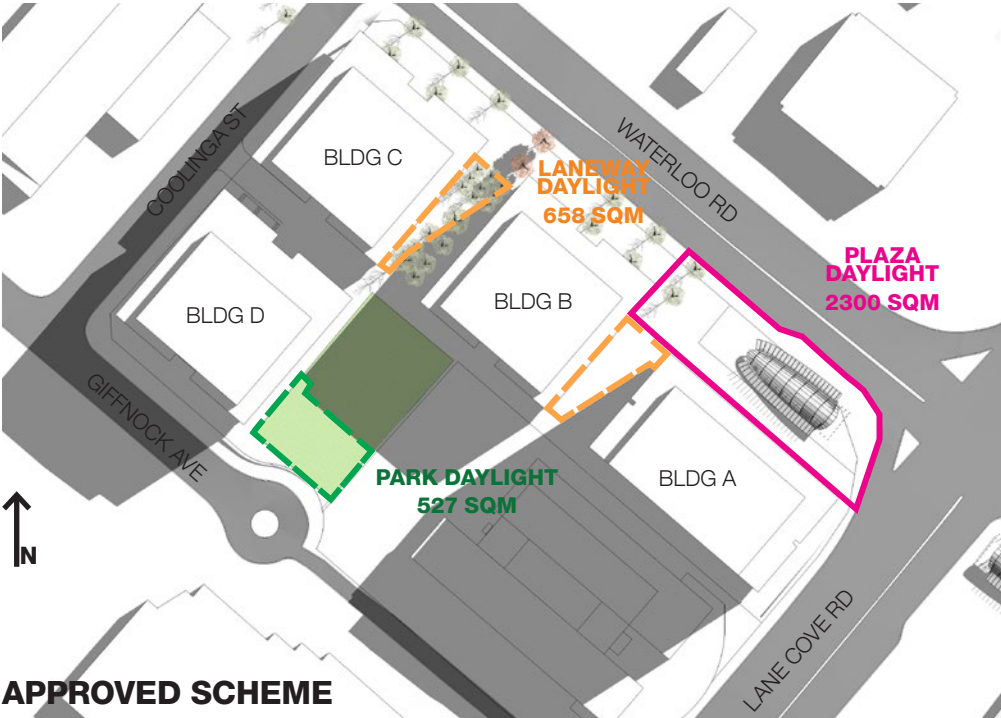 COOLINGA ST
BLDG C
WATERLOO RD
LANEWAY
DAYLIGHT
658 SQM
PLAZA
DAYLIGHT
2300 SQM
BLDG B
BLDG D
GIFFNOCK AVE
PARK DAYLIGHT
527 SQM
BLDG A
N
LANE COVE RD
APPROVED SCHEME